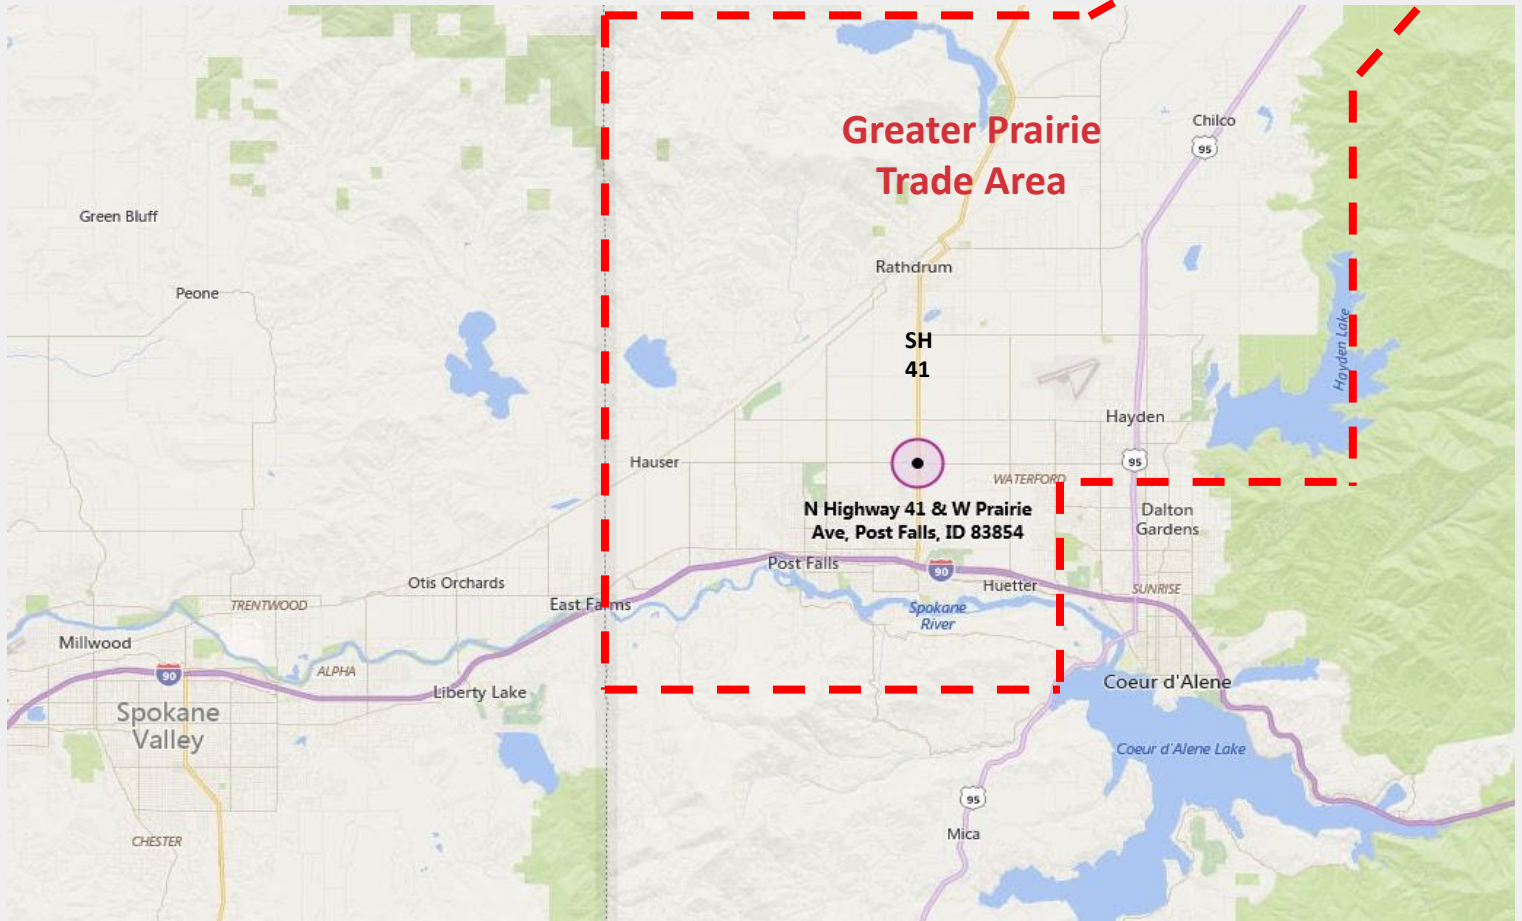 Greater Prairie
Trade Area
Chilco
95
Green Bluff
Rathdrum
Peone
SH
41
Hayden Lake
Hayden
Hauser
95
WATERFORD
N Highway 41 & W Prairie
Ave, Post Falls, ID 83854
Dalton
Gardens
Post Falls
90
Huetter
Otis Orchards
SUNRISE
TRENTWOOD
East Farms
Spokane
River
Millwood
ALPHA
90
Liberty Lake
Coeur d'Alene
Spokane
Valley
Coeur d'Alene Lake
95
Mica
CHESTER